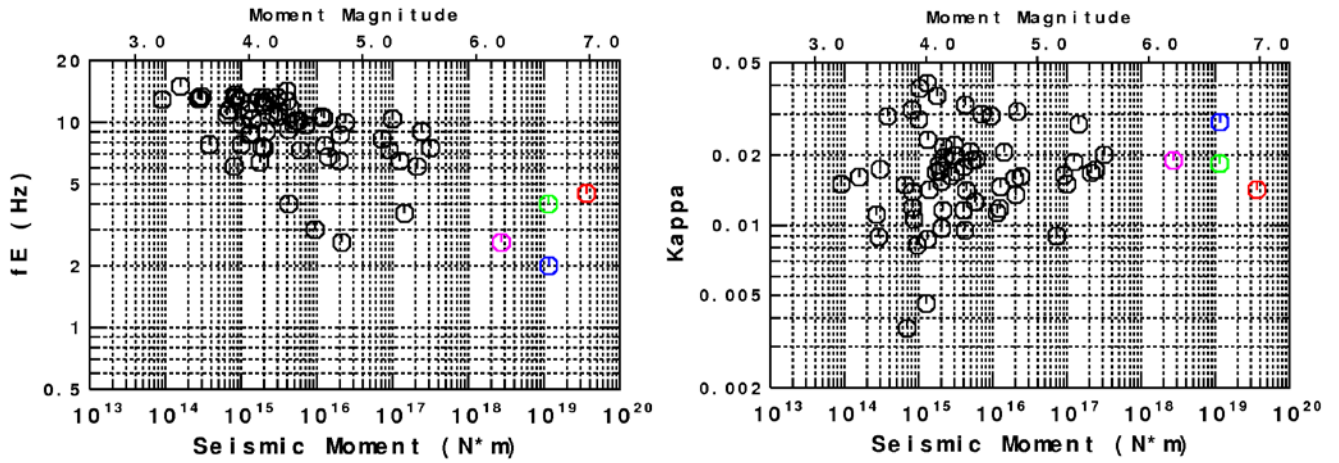 Moment Magnitude
3.0 4.0 5.0 6.0 7.0
20
10
5
2
1
0.5
fE (Hz)
10^13 10^14 10^15 10^16 10^17 10^18 10^19 10^20
Seismic Moment (N*m)
Moment Magnitude
3.0 4.0 5.0 6.0 7.0
0.05
0.02
0.01
0.005
0.002
Kappa
10^13 10^14 10^15 10^16 10^17 10^18 10^19 10^20
Seismic Moment (N*m)